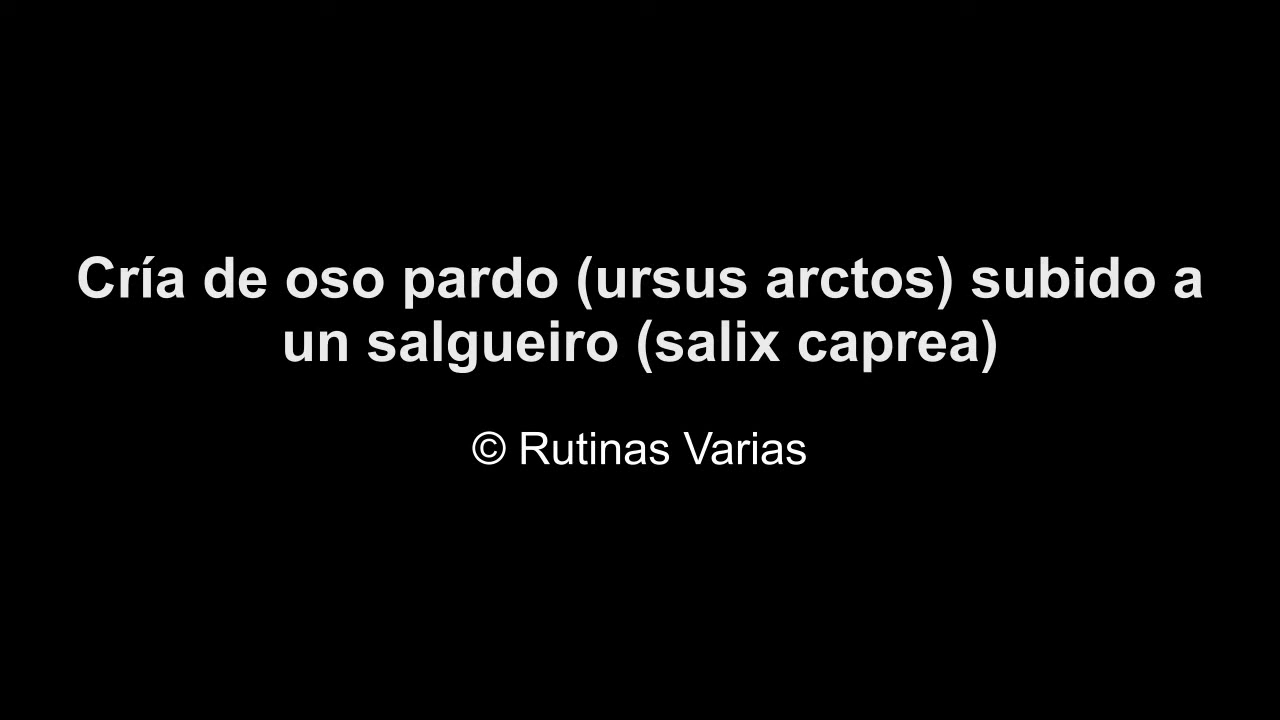 Cría de oso pardo (ursus arctos) subido a
un salgueiro (salix caprea)
© Rutinas Varias